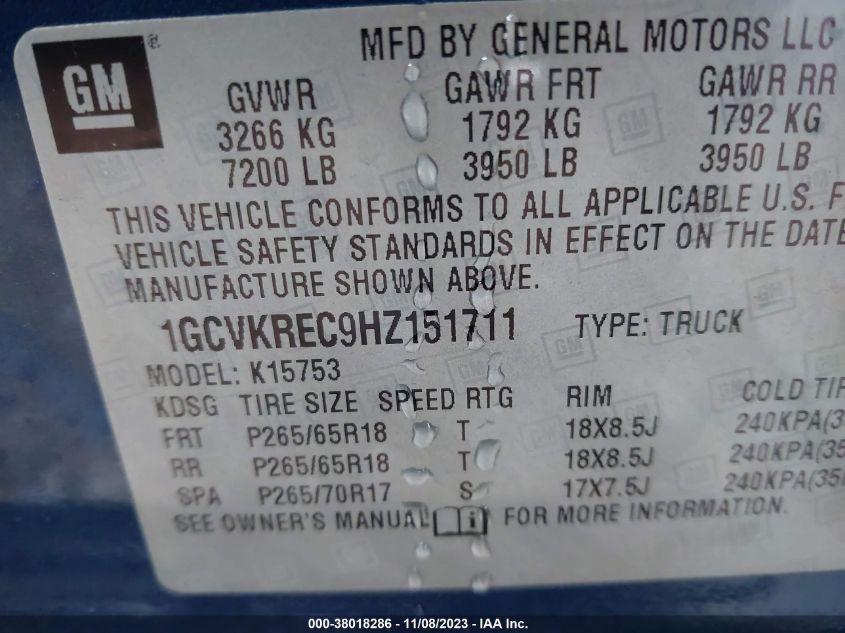 GM ®
MFD BY GENERAL MOTORS LLC
GVWR GAWR FRT GAWR RR
3266 KG 1792 KG 1792 KG
7200 LB 3950 LB 3950 LB
THIS VEHICLE CONFORMS TO ALL APPLICABLE U.S. F
VEHICLE SAFETY STANDARDS IN EFFECT ON THE DATE
MANUFACTURE SHOWN ABOVE.
1GCVKREC9HZ151711 TYPE: TRUCK
MODEL: K15753
KDSG TIRE SIZE SPEED RTG RIM COLD TIR
FRT P265/65R18 T 18X8.5J 240KPA(3
RR P265/65R18 T 18X8.5J 240KPA(35
SPA P265/70R17 S 17X7.5J 240KPA(35
SEE OWNER'S MANUAL FOR MORE INFORMATION.
000-38018286 - 11/08/2023 - IAA Inc.